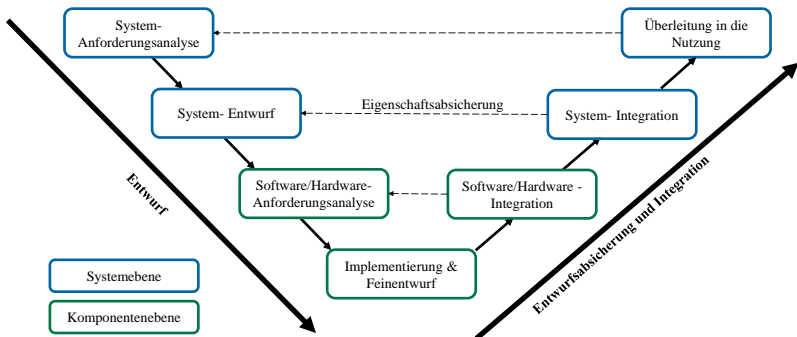 System-
Anforderungsanalyse
Überleitung in die
Nutzung
System- Entwurf
Eigenschaftsabsicherung
System- Integration
Software/Hardware-
Anforderungsanalyse
Software/Hardware -
Integration
Implementierung &
Feinentwurf
Entwurf
Entwurfsabsicherung und Integration
Systemebene
Komponentenebene